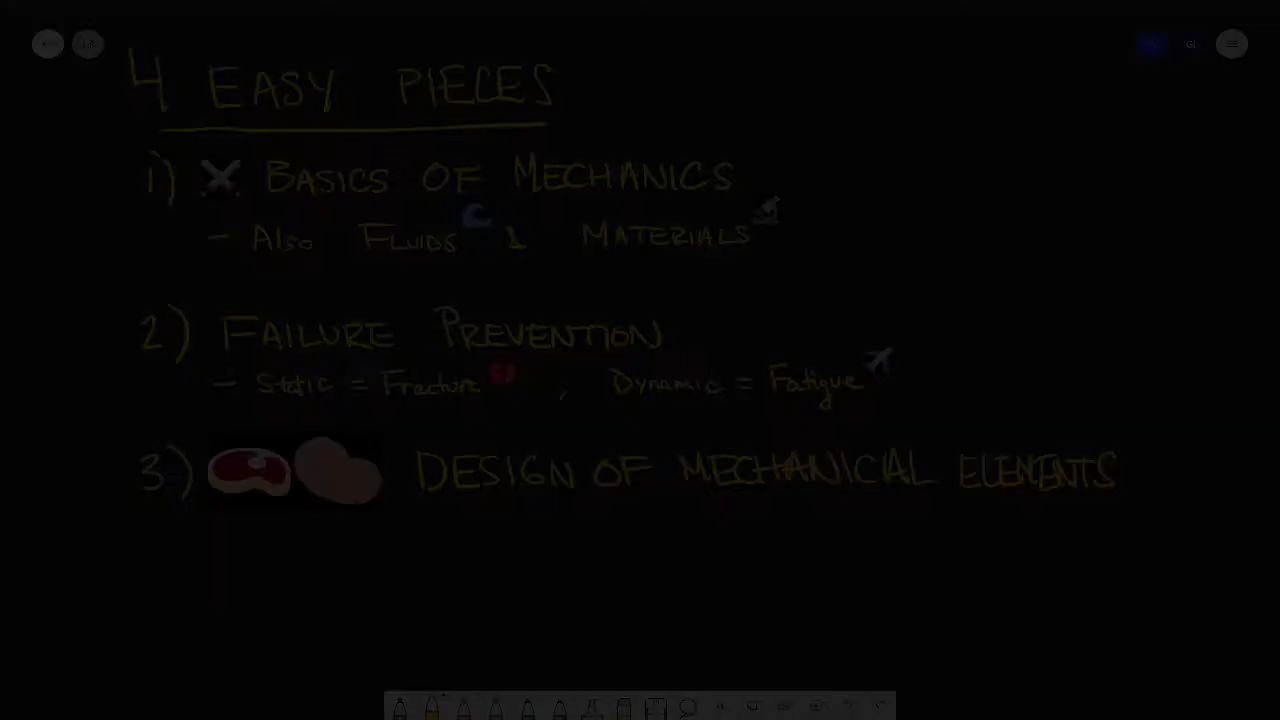 4 EASY PIECES
1) BASICS OF MECHANICS
- ALSO FLUIDS & MATERIALS
2) FAILURE PREVENTION
- Static = Fracture , Dynamic = Fatigue
3) DESIGN OF MECHANICAL ELEMENTS